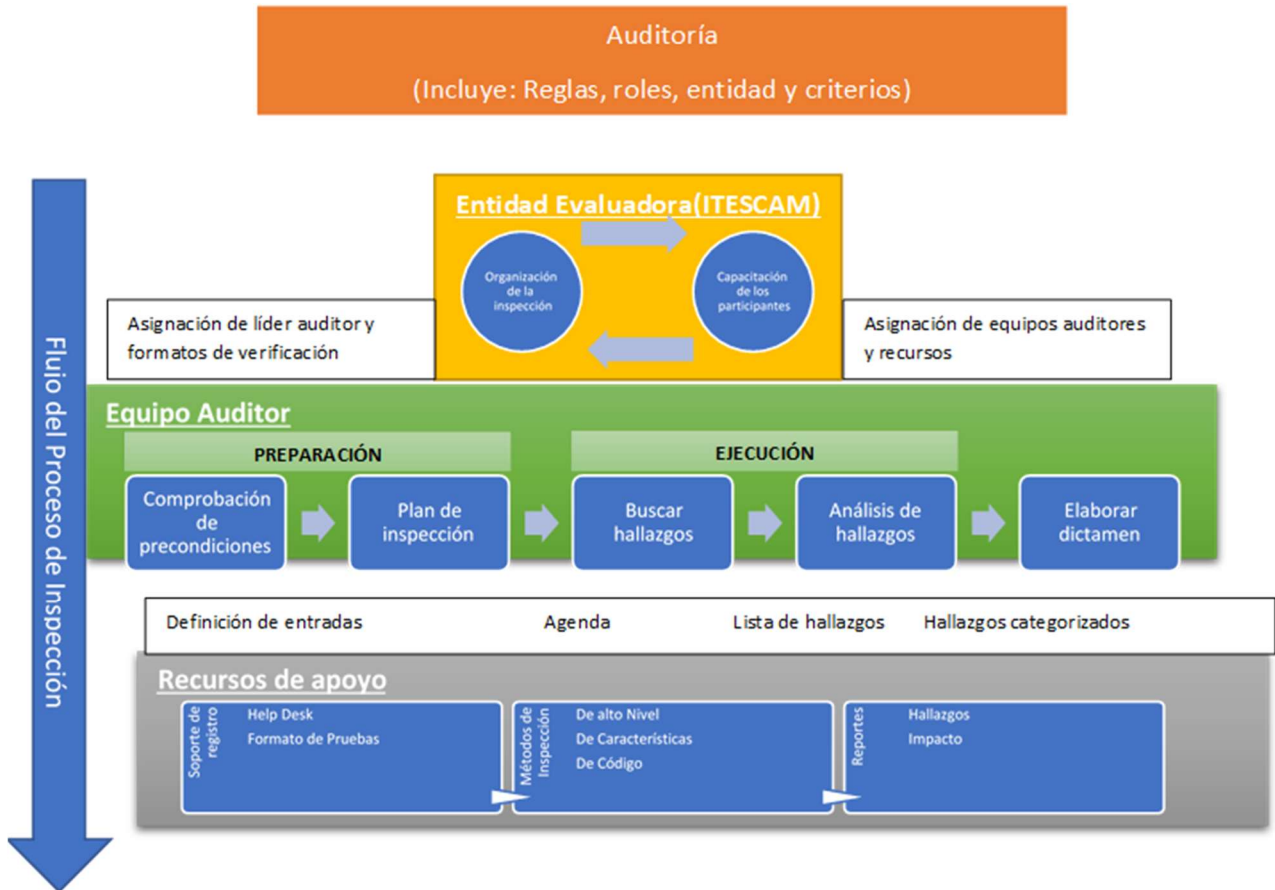 Auditoría
(Incluye: Reglas, roles, entidad y criterios)
Flujo del Proceso de Inspección
Entidad Evaluadora(ITESCAM)
Organización
de la
inspección
Capacitación
de los
participantes
Asignación de líder auditor y
formatos de verificación
Asignación de equipos auditores
y recursos
Equipo Auditor
PREPARACIÓN
EJECUCIÓN
Comprobación
de
precondiciones
Plan de
inspección
Buscar
hallazgos
Análisis de
hallazgos
Elaborar
dictamen
Definición de entradas
Agenda
Lista de hallazgos
Hallazgos categorizados
Recursos de apoyo
Soporte de
registro
Help Desk
Formato de Pruebas
Métodos de
Inspección
De alto Nivel
De Características
De Código
Reportes
Hallazgos
Impacto